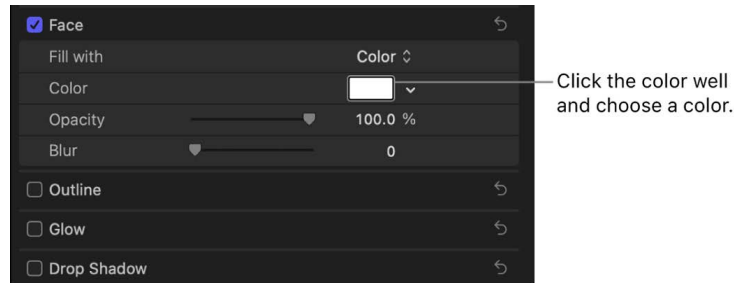 Face
Fill with Color
Color
Opacity 100.0 %
Blur 0
Outline
Glow
Drop Shadow
Click the color well
and choose a color.